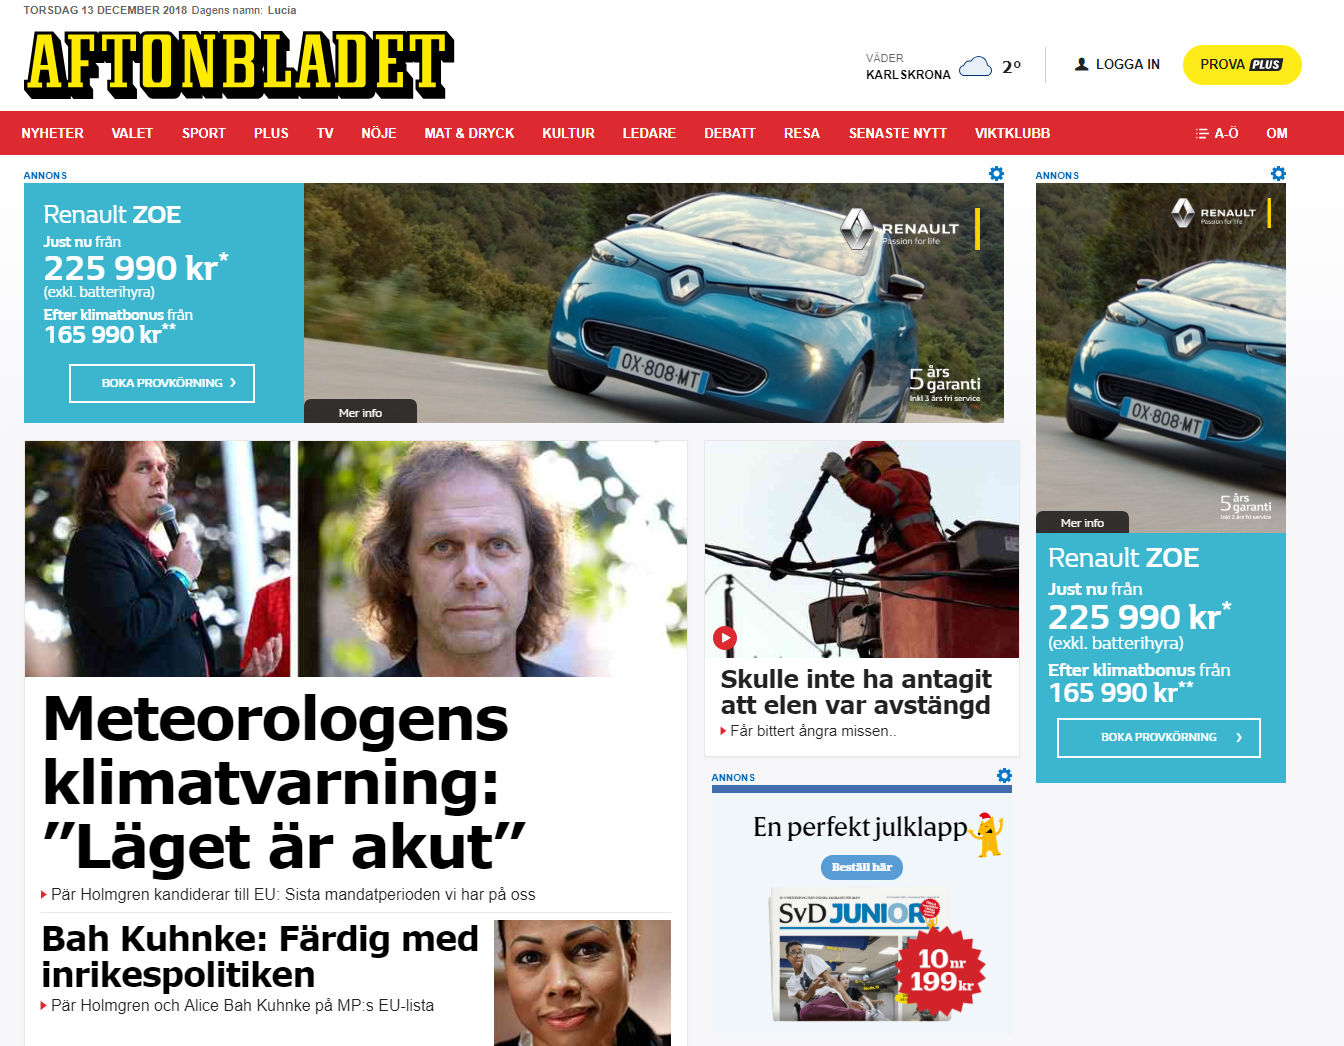 TORSDAG 13 DECEMBER 2018 Dagens namn: Lucia
AFTONBLADET
VÄDER
KARLSKRONA
2°
LOGGA IN
PROVA PLUS
NYHETER VALET SPORT PLUS TV NÖJE MAT & DRYCK KULTUR LEDARE DEBATT RESA SENASTE NYTT VIKTKLUBB A-Ö OM
ANNONS
Renault ZOE
Just nu från
225 990 kr*
(exkl. batterihyra)
Efter klimatbonus från
165 990 kr**
BOKA PROVKÖRNING
Mer info
RENAULT
Passion for life
OX-808-MT
5 års
garanti
Inkl 3 års fri service
ANNONS
RENAULT
Passion for life
OX-808-MT
5 års
garanti
Inkl 3 års fri service
Mer info
Renault ZOE
Just nu från
225 990 kr*
(exkl. batterihyra)
Efter klimatbonus från
165 990 kr**
BOKA PROVKÖRNING
Meteorologens
klimatvarning:
”Läget är akut”
Pär Holmgren kandiderar till EU: Sista mandatperioden vi har på oss
Bah Kuhnke: Färdig med
inrikespolitiken
Pär Holmgren och Alice Bah Kuhnke på MP:s EU-lista
Skulle inte ha antagit
att elen var avstängd
Får bittert ångra missen..
ANNONS
En perfekt julklapp
Beställ här
SvD JUNIOR
10 nr
199 kr